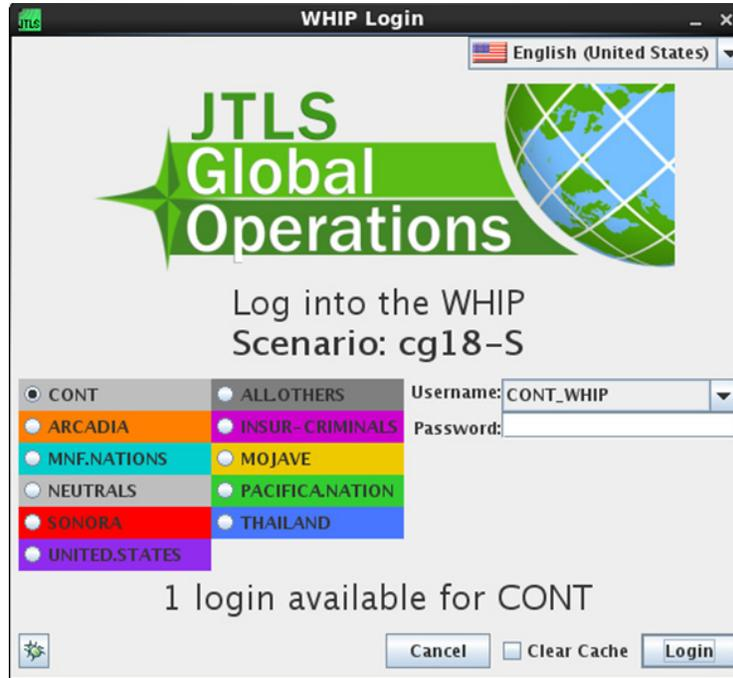 JTLS
WHIP Login
English (United States)
JTLS
Global
Operations
Log into the WHIP
Scenario: cg18-S
CONT
ALL.OTHERS
Username:
CONT_WHIP
ARCADIA
INSUR-CRIMINALS
Password:
MNF.NATIONS
MOJAVE
NEUTRALS
PACIFICA.NATION
SONORA
THAILAND
UNITED.STATES
1 login available for CONT
Cancel
Clear Cache
Login